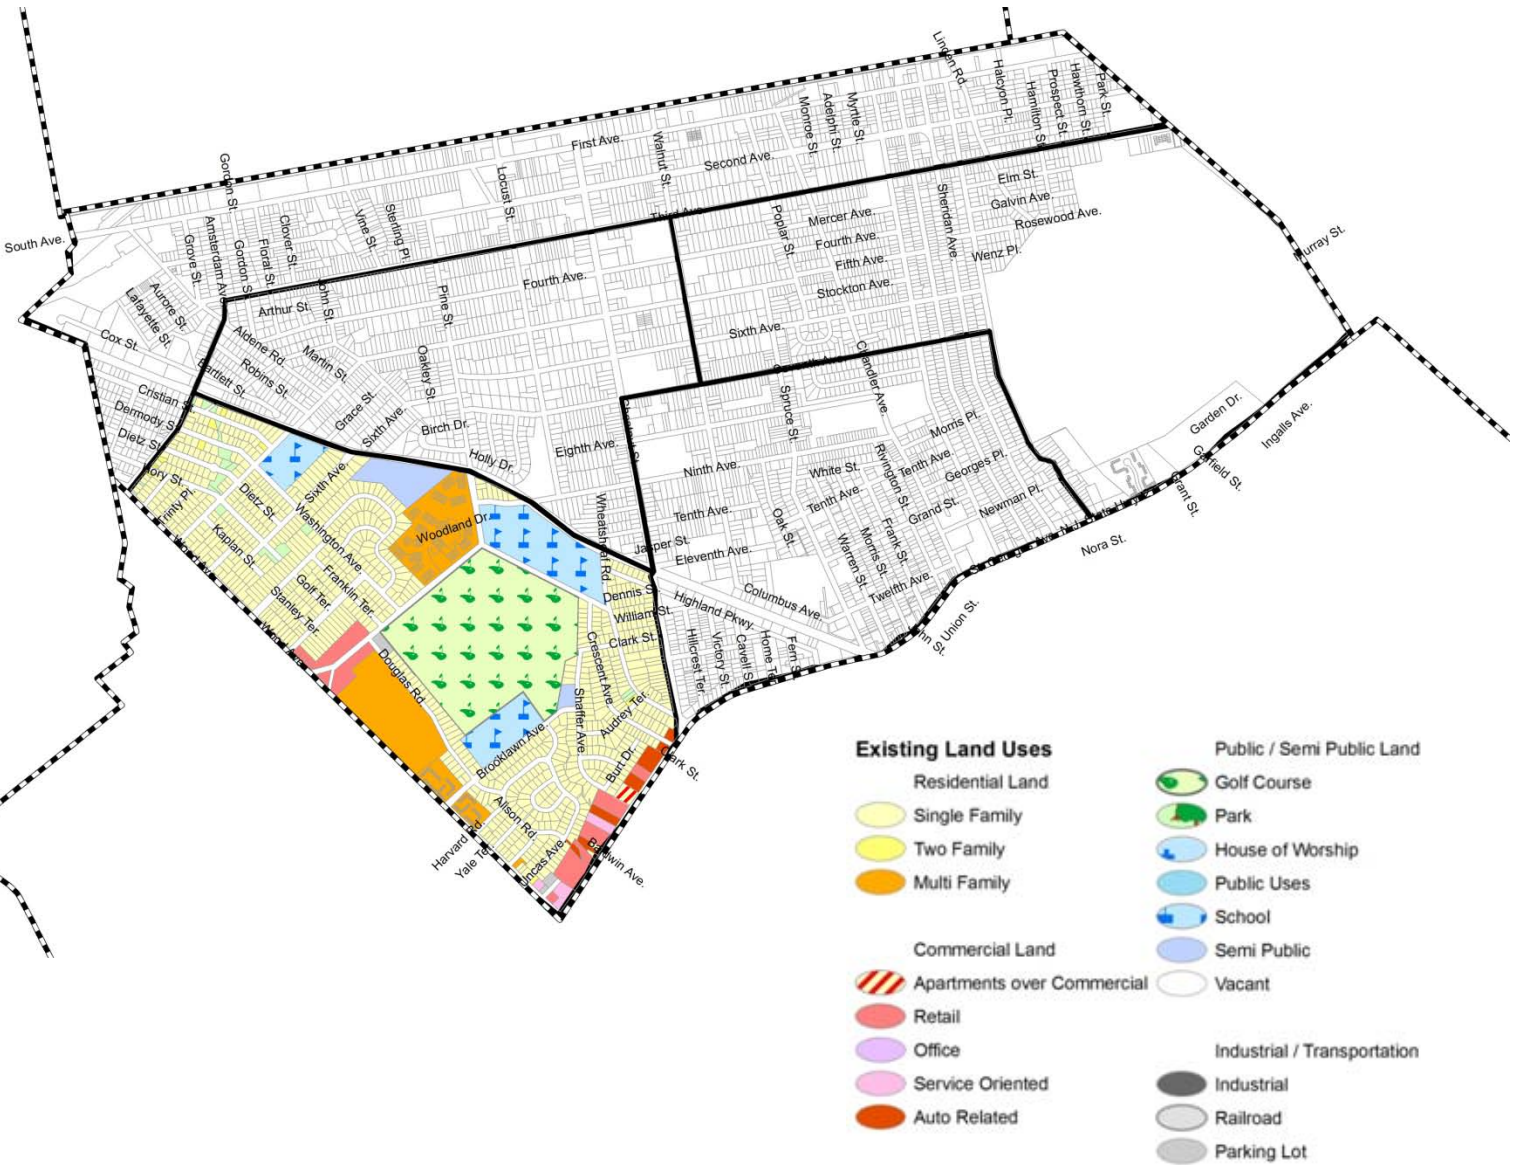 Linden Rd.
Halcyon Pl.
Hamilton St.
Prospect St.
Hawthorn St.
Park St.
Myrtle St.
Adelphi St.
Monroe St.
First Ave.
Walnut St.
Second Ave.
Gordon St.
Locust St.
Elm St.
Galvin Ave.
Rosewood Ave.
Sheridan Ave.
Wenz Pl.
Mercer Ave.
Fourth Ave.
Fifth Ave.
Stockton Ave.
Poplar St.
Third Ave.
South Ave.
Grove St.
Amsterdam Ave.
Gordon S
Floral St.
Clover St.
Vine St.
Sterling Pl.
Fourth Ave.
Sixth Ave.
urray St.
Aurore St.
Lafayette St.
Arthur St.
John St.
Pine St.
Cox St.
Aldene Rd.
Martin St.
Robins St.
Bartlett St.
Oakley St.
Grace St.
Sixth Ave.
Birch Dr.
Holly Dr.
Eighth Ave.
Chandler Ave.
Spruce St.
Morris Pl.
Garden Dr.
Ingalls Ave.
Garfield St.
Grant St.
Cristian S
Dermody S
Dietz St
Kory St.
Ninth Ave.
White St.
Tenth Ave.
Rivington St.
Georges Pl.
Tenth Ave.
Grand St.
Newman Pl.
Nora St.
Tenth Ave.
Oak St.
Frank St.
Morris St.
Warren St.
Twelfth Ave.
Jasper St.
Eleventh Ave.
Columbus Ave.
Highland Pkwy.
Union St.
Hillcrest Ter.
Victory St.
Cavell S
Home Ter
Fern S
Sixth Ave.
Dietz St.
Washington Ave.
Kaplan St.
Golf Ter.
Franklin Ter.
Stanley Ter.
Woodland Dr.
Wheatsheaf Rd.
Dennis S
William St.
Clark St.
Crescent Ave
Shaffer Ave.
Audrey Ter.
Douglas Rd.
Brooklawn Ave
Burt Dr.
Clark St.
Alison Rd.
Harvard Rd.
Yale Te
Uncas Ave.
Baldwin Ave.
Existing Land Uses
Residential Land
Single Family
Two Family
Multi Family
Commercial Land
Apartments over Commercial
Retail
Office
Service Oriented
Auto Related
Public / Semi Public Land
Golf Course
Park
House of Worship
Public Uses
School
Semi Public
Vacant
Industrial / Transportation
Industrial
Railroad
Parking Lot